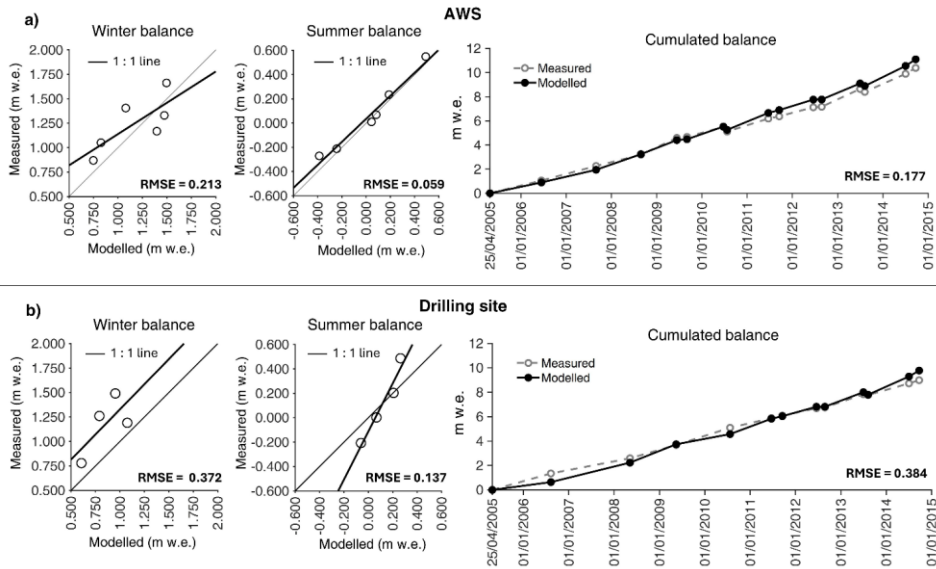 AWS
a)
Winter balance
2.000
1.750
1.500
1.250
1.000
0.750
0.500
Measured (m w.e.)
1 : 1 line
RMSE = 0.213
0.500
0.750
1.000
1.250
1.500
1.750
2.000
Modelled (m w.e.)
Summer balance
0.600
0.400
0.200
0.000
-0.200
-0.400
-0.600
Measured (m w.e.)
1 : 1 line
RMSE = 0.059
-0.600
-0.400
-0.200
0.000
0.200
0.400
0.600
Modelled (m w.e.)
Cumulated balance
12
10
8
6
4
2
0
m w.e.
Measured
Modelled
RMSE = 0.177
25/04/2005
01/01/2006
01/01/2007
01/01/2008
01/01/2009
01/01/2010
01/01/2011
01/01/2012
01/01/2013
01/01/2014
01/01/2015
Drilling site
b)
Winter balance
2.000
1.750
1.500
1.250
1.000
0.750
0.500
Measured (m w.e.)
1 : 1 line
RMSE = 0.372
0.500
0.750
1.000
1.250
1.500
1.750
2.000
Modelled (m w.e.)
Summer balance
0.600
0.400
0.200
0.000
-0.200
-0.400
-0.600
Measured (m w.e.)
1 : 1 line
RMSE = 0.137
-0.600
-0.400
-0.200
0.000
0.200
0.400
0.600
Modelled (m w.e.)
Cumulated balance
12
10
8
6
4
2
0
m w.e.
Measured
Modelled
RMSE = 0.384
25/04/2005
01/01/2006
01/01/2007
01/01/2008
01/01/2009
01/01/2010
01/01/2011
01/01/2012
01/01/2013
01/01/2014
01/01/2015